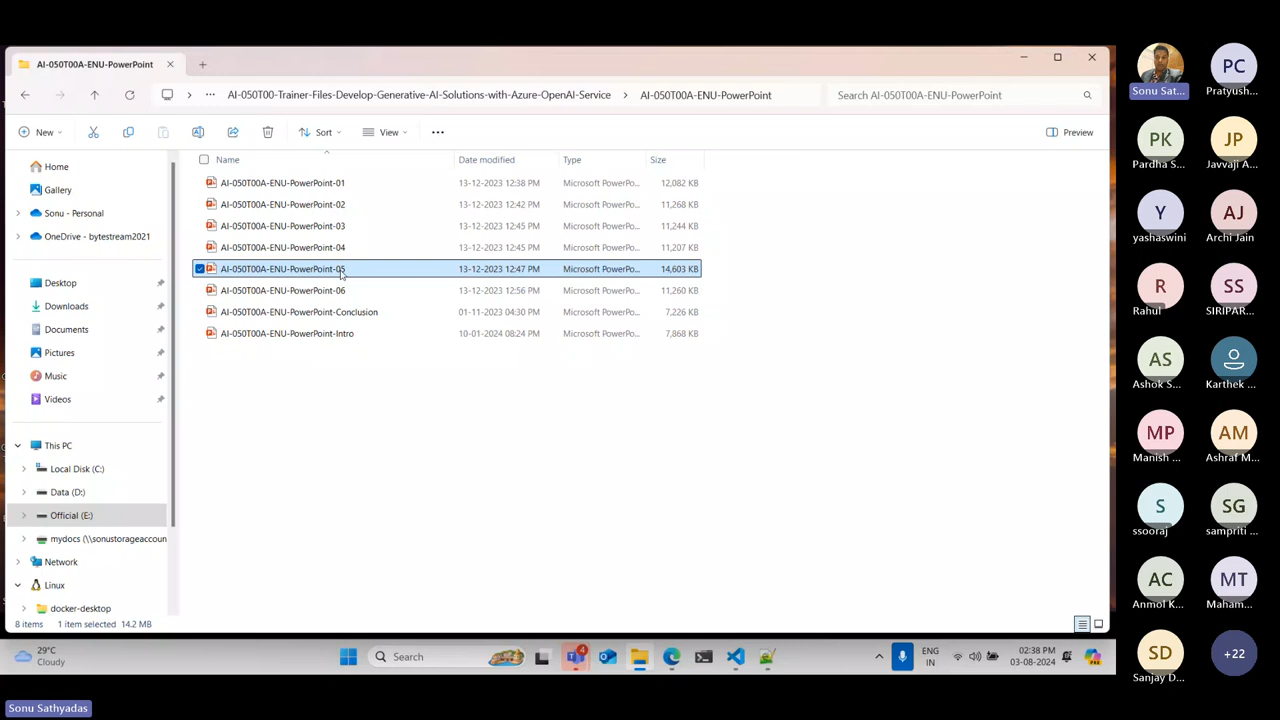 AI-050T00A-ENU-PowerPoint
AI-050T00-Trainer-Files-Develop-Generative-AI-Solutions-with-Azure-OpenAI-Service > AI-050T00A-ENU-PowerPoint
Search AI-050T00A-ENU-PowerPoint
New
Sort
View
Preview
Home
Gallery
Sonu - Personal
OneDrive - bytestream2021
Desktop
Downloads
Documents
Pictures
Music
Videos
This PC
Local Disk (C:)
Data (D:)
Official (E:)
mydocs (\\sonustorageaccoun
Network
Linux
docker-desktop
Name Date modified Type Size
AI-050T00A-ENU-PowerPoint-01 13-12-2023 12:38 PM Microsoft PowerPo... 12,082 KB
AI-050T00A-ENU-PowerPoint-02 13-12-2023 12:42 PM Microsoft PowerPo... 11,268 KB
AI-050T00A-ENU-PowerPoint-03 13-12-2023 12:45 PM Microsoft PowerPo... 11,244 KB
AI-050T00A-ENU-PowerPoint-04 13-12-2023 12:45 PM Microsoft PowerPo... 11,207 KB
AI-050T00A-ENU-PowerPoint-05 13-12-2023 12:47 PM Microsoft PowerPo... 14,603 KB
AI-050T00A-ENU-PowerPoint-06 13-12-2023 12:56 PM Microsoft PowerPo... 11,260 KB
AI-050T00A-ENU-PowerPoint-Conclusion 01-11-2023 04:30 PM Microsoft PowerPo... 7,226 KB
AI-050T00A-ENU-PowerPoint-Intro 10-01-2024 08:24 PM Microsoft PowerPo... 7,868 KB
8 items 1 item selected 14.2 MB
29°C
Cloudy
Search
4
ENG
IN
02:38 PM
03-08-2024
Sonu Sathyadas
Sonu Sat...
PC
Pratyush...
PK
Pardha S...
JP
Javvaji A...
Y
yashaswini
AJ
Archi Jain
R
Rahul
SS
SIRIPAR...
AS
Ashok S...
Karthek ...
MP
Manish ...
AM
Ashraf M...
S
ssooraj
SG
sampriti ...
AC
Anmol K...
MT
Maham...
SD
Sanjay D...
+22